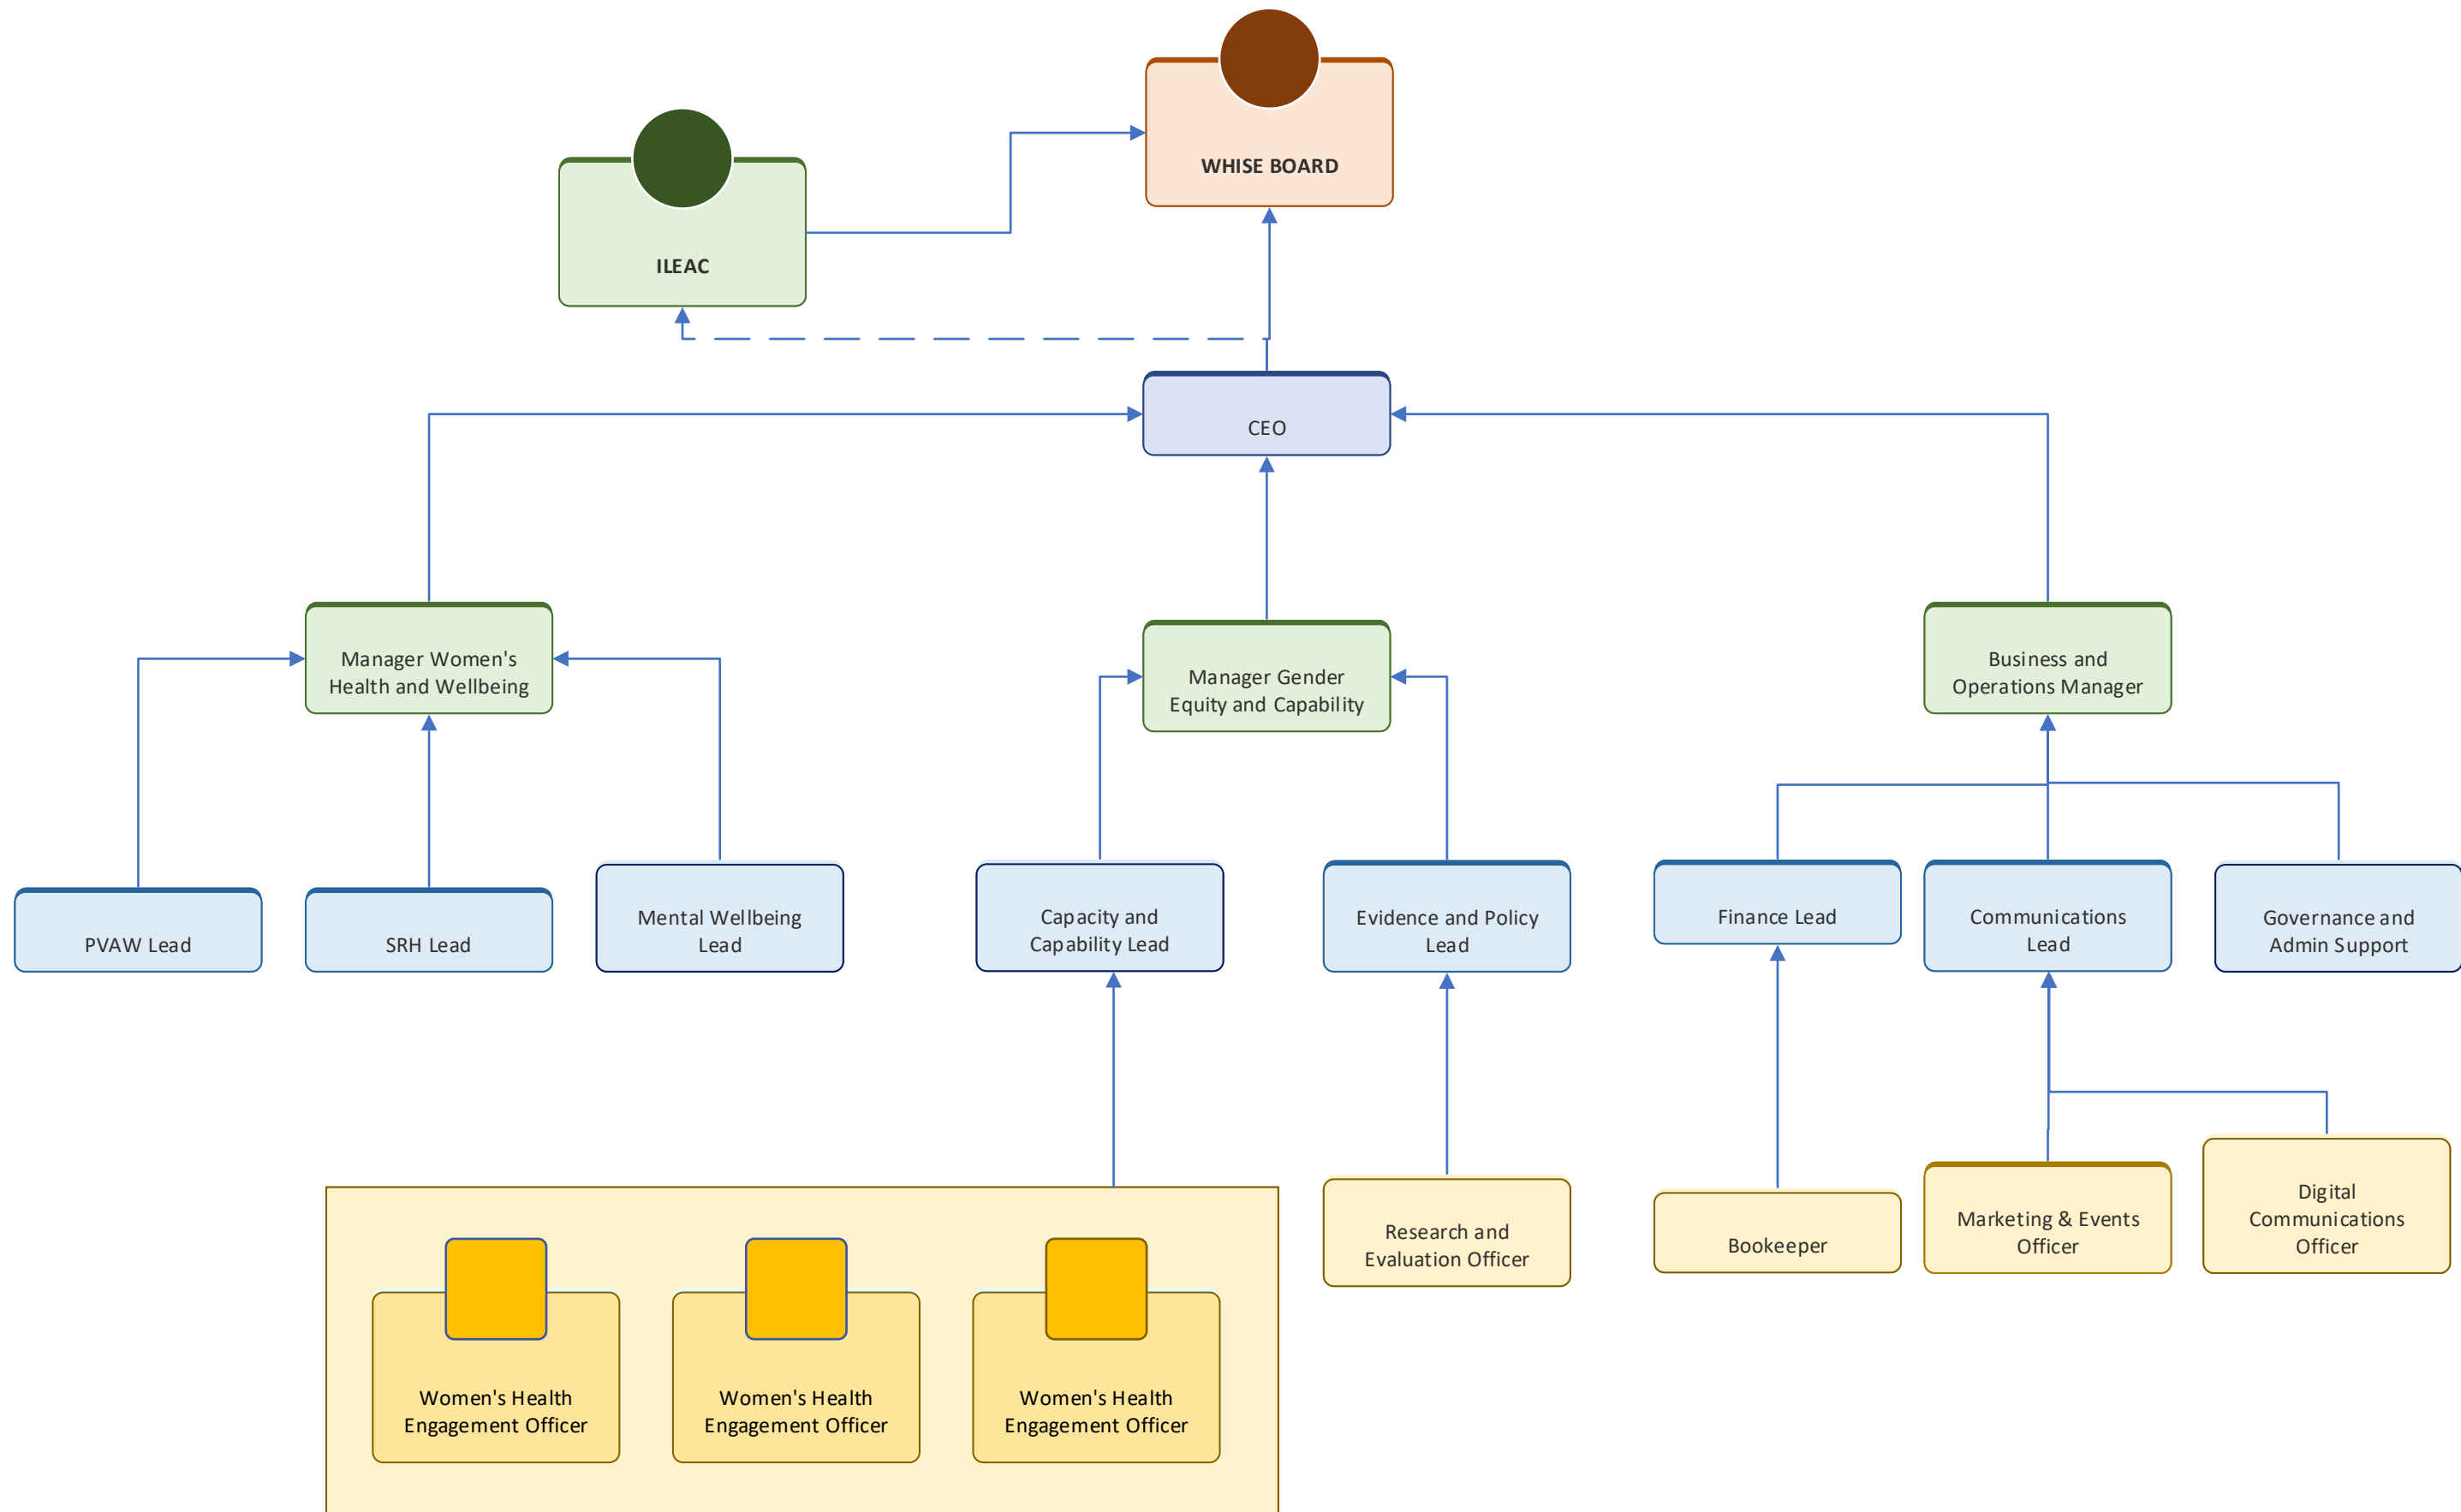 WHISE BOARD
ILEAC
CEO
Manager Women's
Health and Wellbeing
Manager Gender
Equity and Capability
Business and
Operations Manager
PVAW Lead
SRH Lead
Mental Wellbeing
Lead
Capacity and
Capability Lead
Evidence and Policy
Lead
Finance Lead
Communications
Lead
Governance and
Admin Support
Research and
Evaluation Officer
Bookeeper
Marketing & Events
Officer
Digital
Communications
Officer
Women's Health
Engagement Officer
Women's Health
Engagement Officer
Women's Health
Engagement Officer